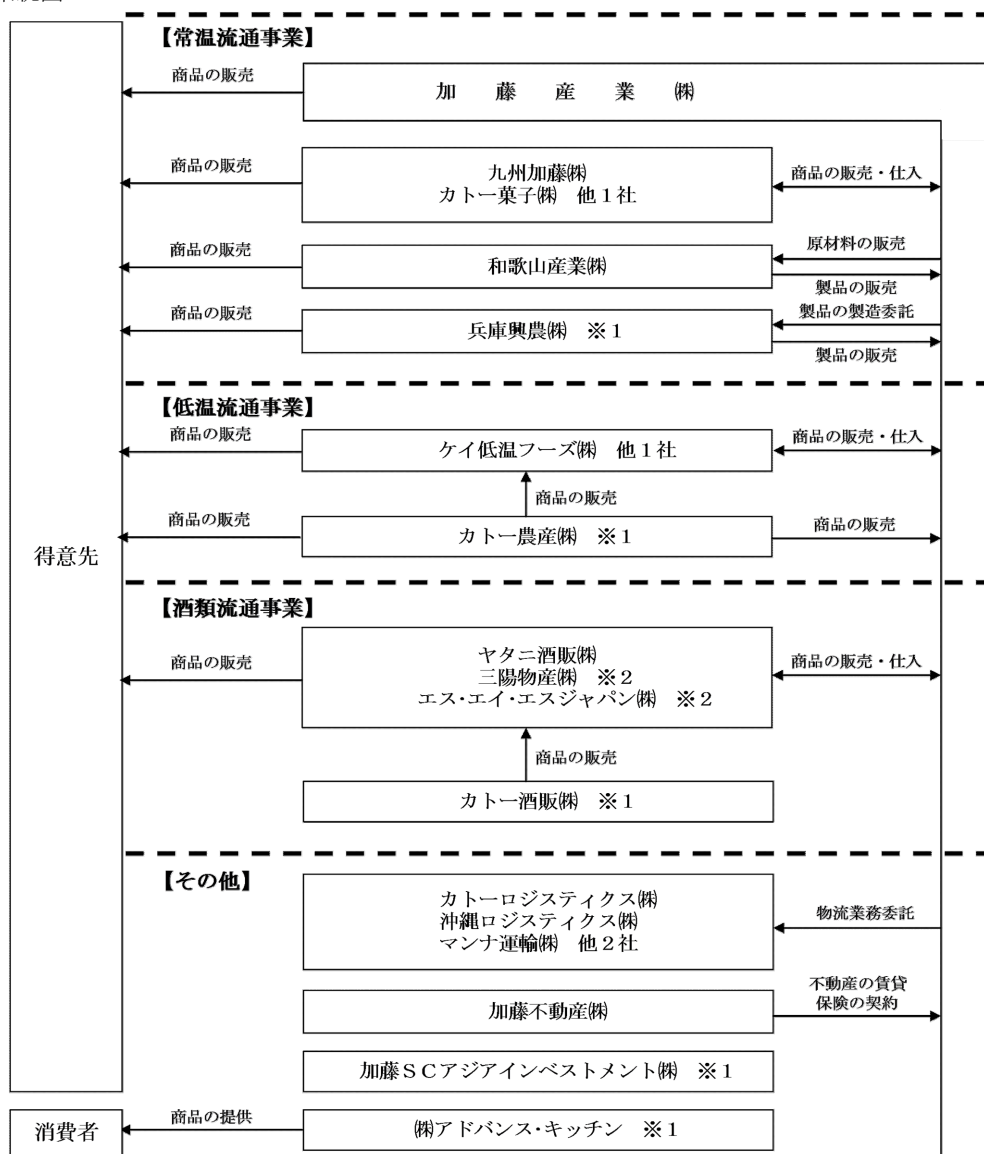 【常温流通事業】
商品の販売
加藤産業㈱
商品の販売
九州加藤㈱
カトー菓子㈱ 他1社
商品の販売・仕入
商品の販売
和歌山産業㈱
原材料の販売
製品の販売
商品の販売
兵庫興農㈱ ※1
製品の製造委託
製品の販売
【低温流通事業】
商品の販売
ケイ低温フーズ㈱ 他1社
商品の販売・仕入
商品の販売
商品の販売
カトー農産㈱ ※1
商品の販売
得意先
【酒類流通事業】
商品の販売
ヤタニ酒販㈱
三陽物産㈱ ※2
エス・エイ・エスジャパン㈱ ※2
商品の販売・仕入
商品の販売
カトー酒販㈱ ※1
【その他】
カトーロジスティクス㈱
沖縄ロジスティクス㈱
マンナ運輸㈱ 他2社
物流業務委託
加藤不動産㈱
不動産の賃貸
保険の契約
加藤SCアジアインベストメント㈱ ※1
消費者
商品の提供
㈱アドバンス・キッチン ※1